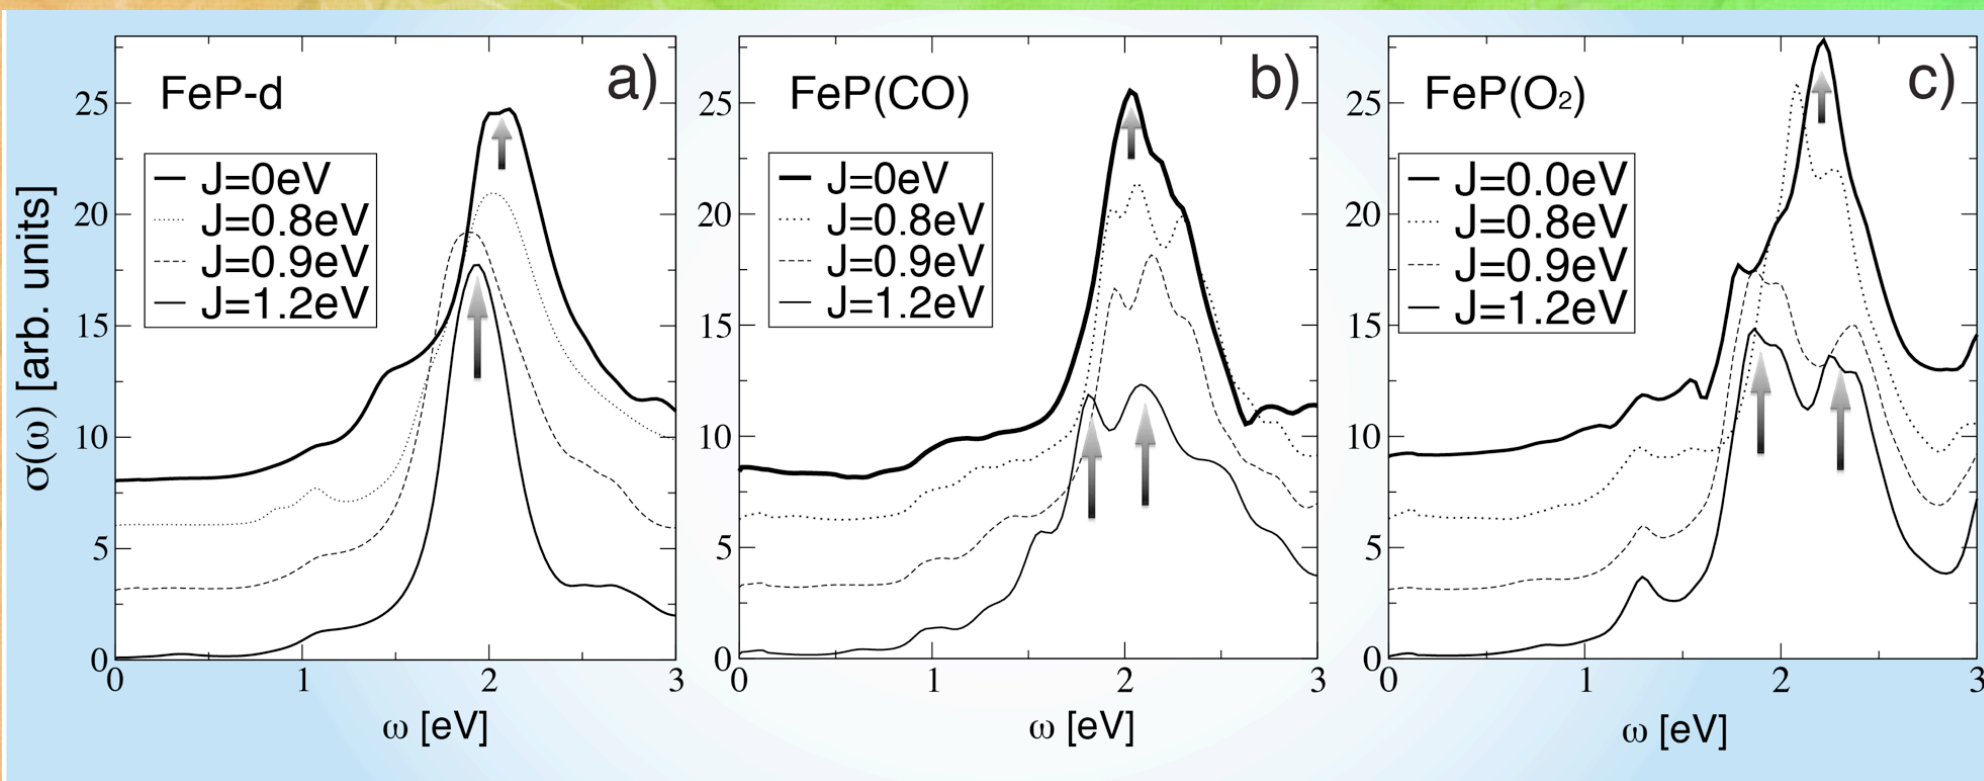 a)
FeP-d
J=0eV
J=0.8eV
J=0.9eV
J=1.2eV
σ(ω) [arb. units]
25
20
15
10
5
0
0 1 2 3
ω [eV]
b)
FeP(CO)
J=0eV
J=0.8eV
J=0.9eV
J=1.2eV
25
20
15
10
5
0
0 1 2 3
ω [eV]
c)
FeP(O₂)
J=0.0eV
J=0.8eV
J=0.9eV
J=1.2eV
25
20
15
10
5
0
0 1 2 3
ω [eV]